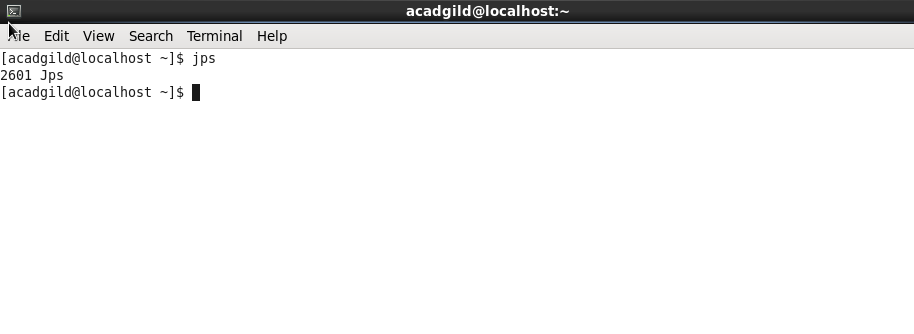 acadgild@localhost:~
File Edit View Search Terminal Help
[acadgild@localhost ~]$ jps
2601 Jps
[acadgild@localhost ~]$